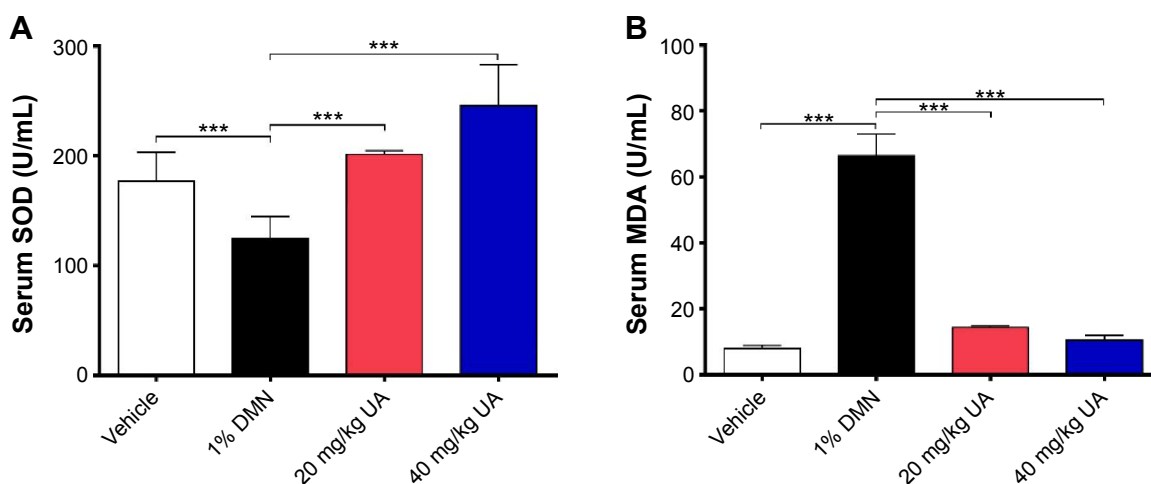 A
Serum SOD (U/mL)
300
200
100
0
***
***
***
Vehicle
1% DMN
20 mg/kg UA
40 mg/kg UA
B
Serum MDA (U/mL)
100
80
60
40
20
0
***
***
***
Vehicle
1% DMN
20 mg/kg UA
40 mg/kg UA